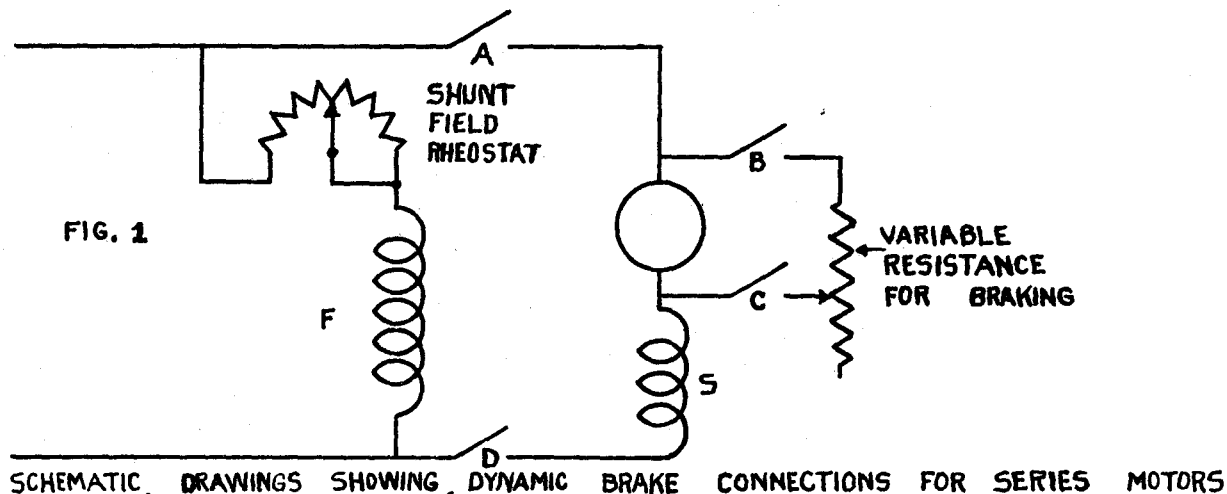 A
SHUNT
FIELD
RHEOSTAT
B
FIG. 1
VARIABLE
RESISTANCE
FOR BRAKING
C
F
S
D
SCHEMATIC DRAWINGS SHOWING DYNAMIC BRAKE CONNECTIONS FOR SERIES MOTORS